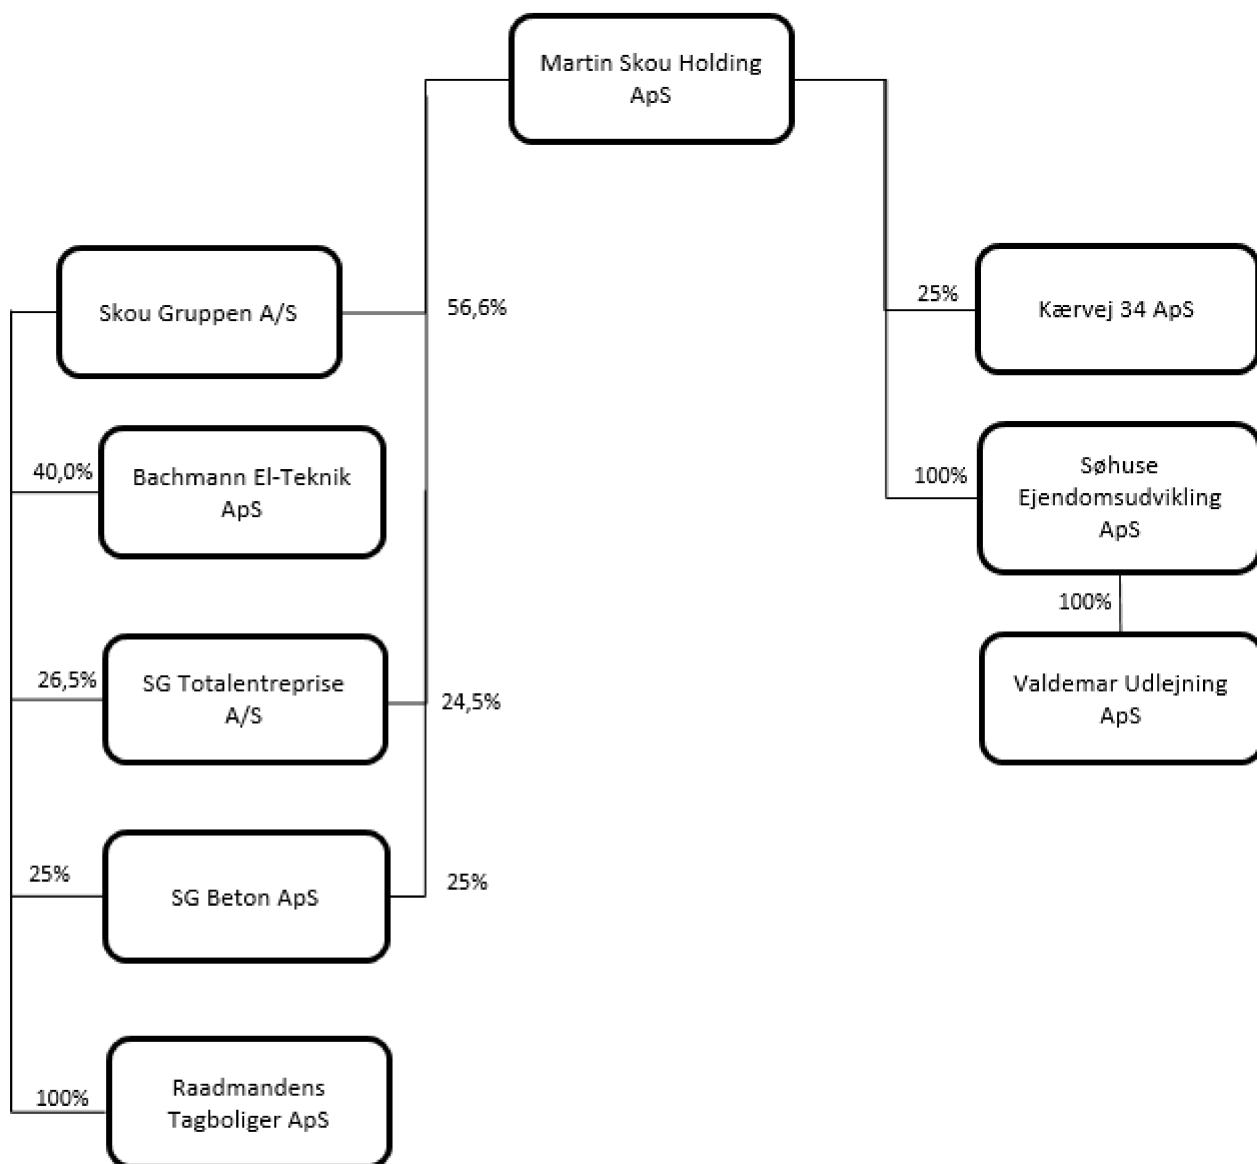 Martin Skou Holding
ApS
Skou Gruppen A/S
56,6%
25%
Kærvej 34 ApS
40,0%
Bachmann El-Teknik
ApS
100%
Søhuse
Ejendomsudvikling
ApS
100%
26,5%
SG Totalentreprise
A/S
24,5%
Valdemar Udlejning
ApS
25%
SG Beton ApS
25%
100%
Raadmandens
Tagboliger ApS